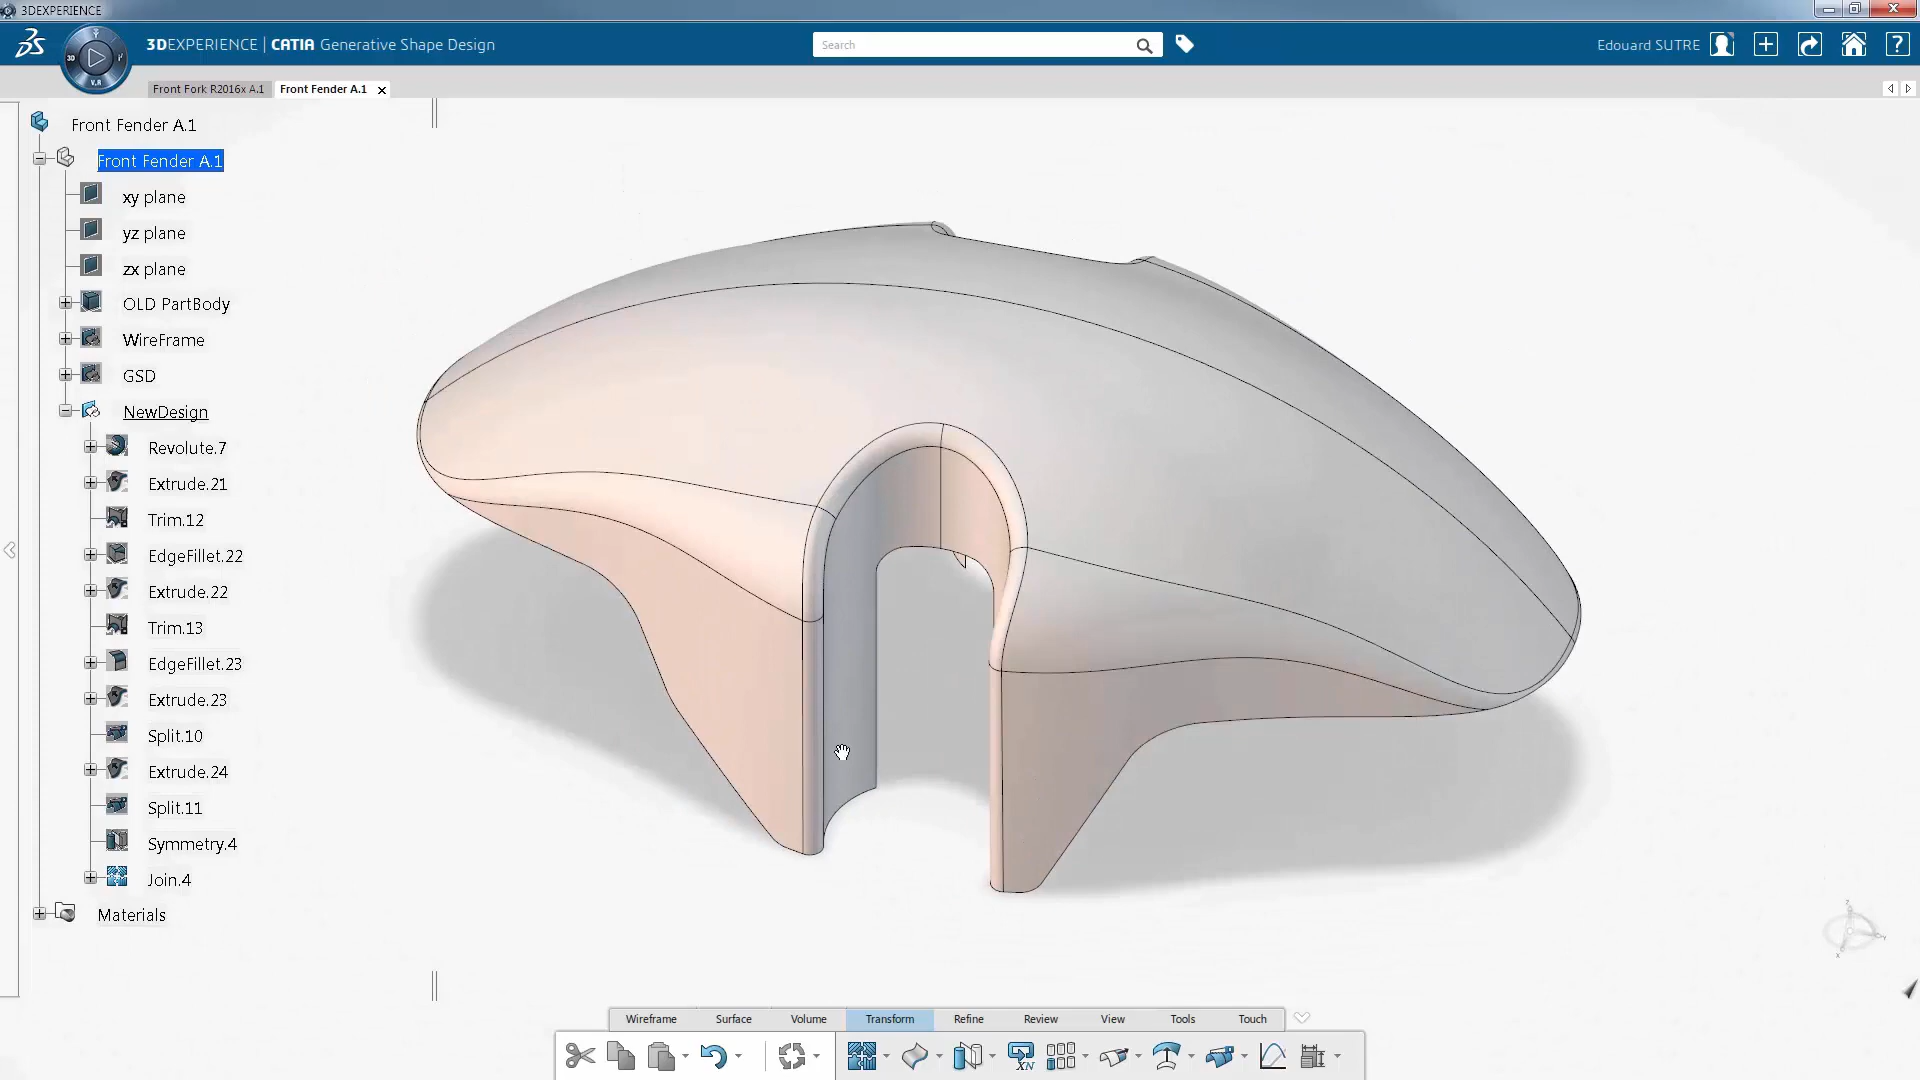 3DEXPERIENCE
3DEXPERIENCE | CATIA Generative Shape Design
Search
Edouard SUTRE
3D
V.R
Front Fork R2016x A.1
Front Fender A.1
Front Fender A.1
Front Fender A.1
xy plane
yz plane
zx plane
OLD PartBody
WireFrame
GSD
NewDesign
Revolute.7
Extrude.21
Trim.12
EdgeFillet.22
Extrude.22
Trim.13
EdgeFillet.23
Extrude.23
Split.10
Extrude.24
Split.11
Symmetry.4
Join.4
Materials
Wireframe
Surface
Volume
Transform
Refine
Review
View
Tools
Touch
XN